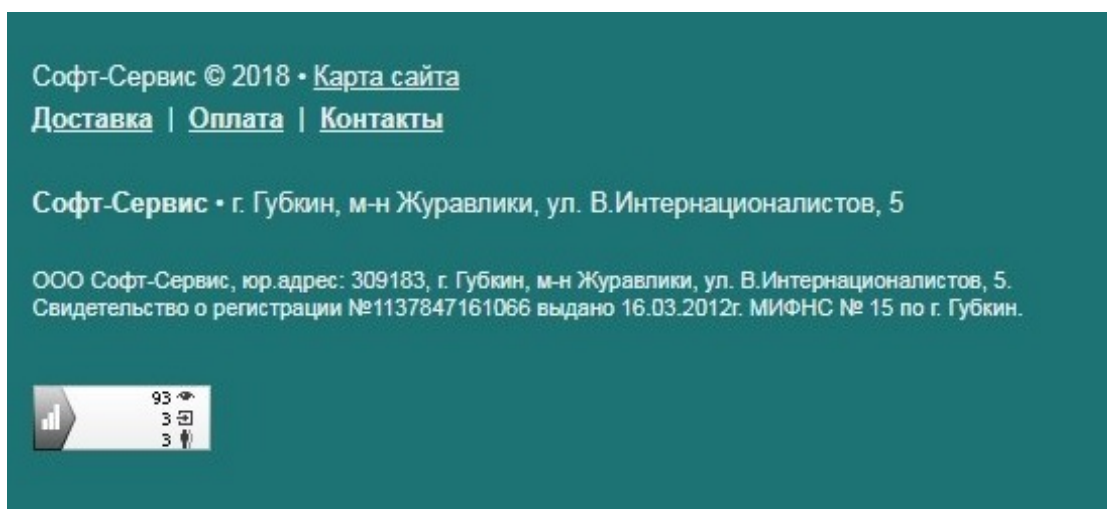 Софт-Сервис © 2018 • Карта сайта
Доставка | Оплата | Контакты
Софт-Сервис • г. Губкин, м-н Журавлики, ул. В.Интернационалистов, 5
ООО Софт-Сервис, юр.адрес: 309183, г. Губкин, м-н Журавлики, ул. В.Интернационалистов, 5.
Свидетельство о регистрации №1137847161066 выдано 16.03.2012г. МИФНС № 15 по г. Губкин.
93
3
3